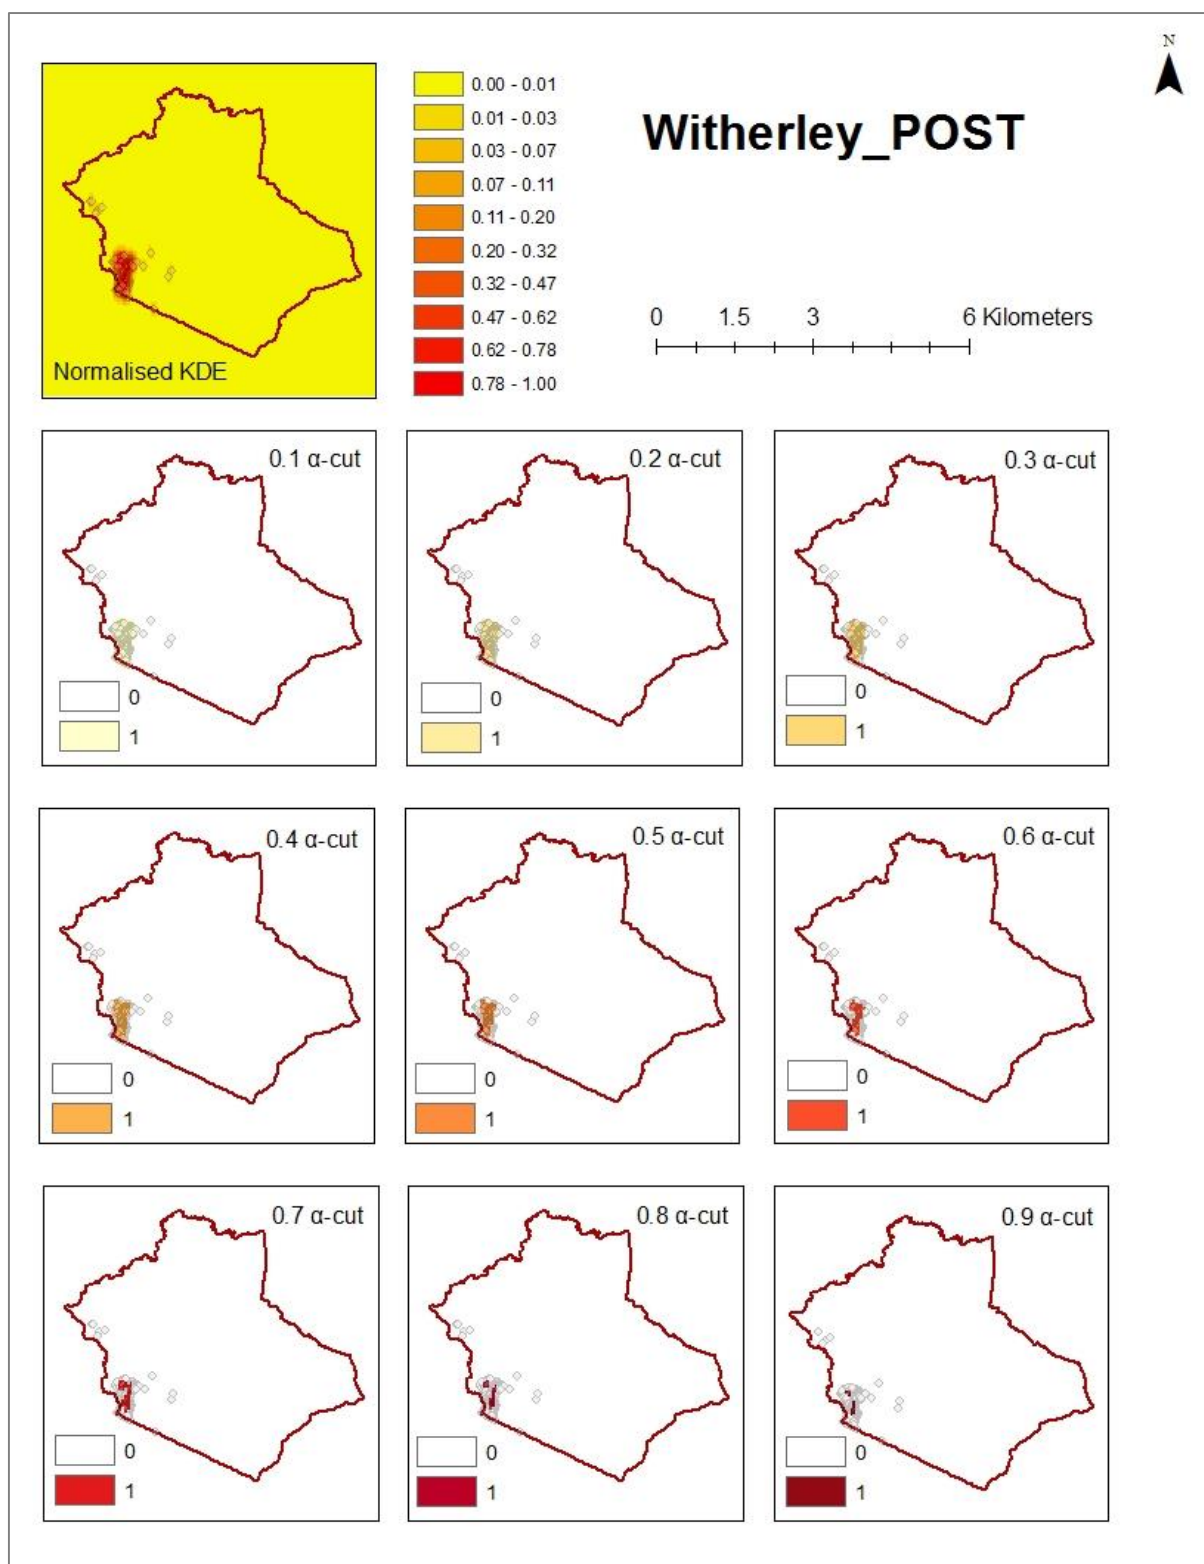 N
Witherley_POST
0.00 - 0.01
0.01 - 0.03
0.03 - 0.07
0.07 - 0.11
0.11 - 0.20
0.20 - 0.32
0.32 - 0.47
0.47 - 0.62
0.62 - 0.78
0.78 - 1.00
Normalised KDE
0 1.5 3 6 Kilometers
0.1 α-cut
0
1
0.2 α-cut
0
1
0.3 α-cut
0
1
0.4 α-cut
0
1
0.5 α-cut
0
1
0.6 α-cut
0
1
0.7 α-cut
0
1
0.8 α-cut
0
1
0.9 α-cut
0
1